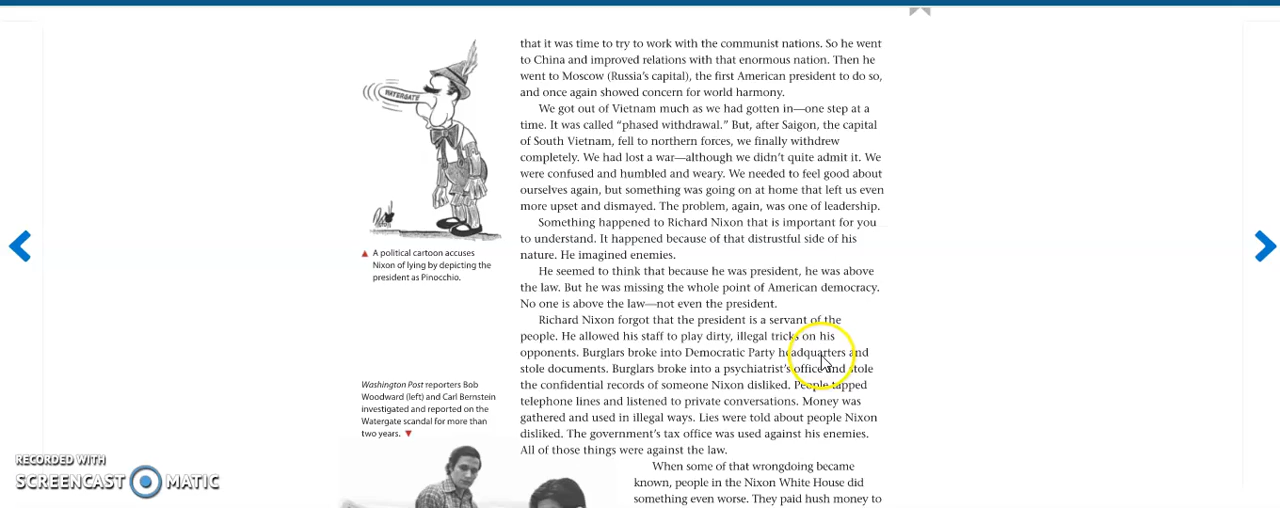 that it was time to try to work with the communist nations. So he went
to China and improved relations with that enormous nation. Then he
went to Moscow (Russia's capital), the first American president to do so,
and once again showed concern for world harmony.
We got out of Vietnam much as we had gotten in—one step at a
time. It was called "phased withdrawal." But, after Saigon, the capital
of South Vietnam, fell to northern forces, we finally withdrew
completely. We had lost a war—although we didn't quite admit it. We
were confused and humbled and weary. We needed to feel good about
ourselves again, but something was going on at home that left us even
more upset and dismayed. The problem, again, was one of leadership.
Something happened to Richard Nixon that is important for you
to understand. It happened because of that distrustful side of his
nature. He imagined enemies.
He seemed to think that because he was president, he was above
the law. But he was missing the whole point of American democracy.
No one is above the law—not even the president.
Richard Nixon forgot that the president is a servant of the
people. He allowed his staff to play dirty, illegal tricks on his
opponents. Burglars broke into Democratic Party headquarters and
stole documents. Burglars broke into a psychiatrist's office and stole
the confidential records of someone Nixon disliked. People tapped
telephone lines and listened to private conversations. Money was
gathered and used in illegal ways. Lies were told about people Nixon
disliked. The government's tax office was used against his enemies.
All of those things were against the law.
When some of that wrongdoing became
known, people in the Nixon White House did
something even worse. They paid hush money to
WATERGATE
▲ A political cartoon accuses
Nixon of lying by depicting the
president as Pinocchio.
Washington Post reporters Bob
Woodward (left) and Carl Bernstein
investigated and reported on the
Watergate scandal for more than
two years. ▼
RECORDED WITH
SCREENCAST MATIC